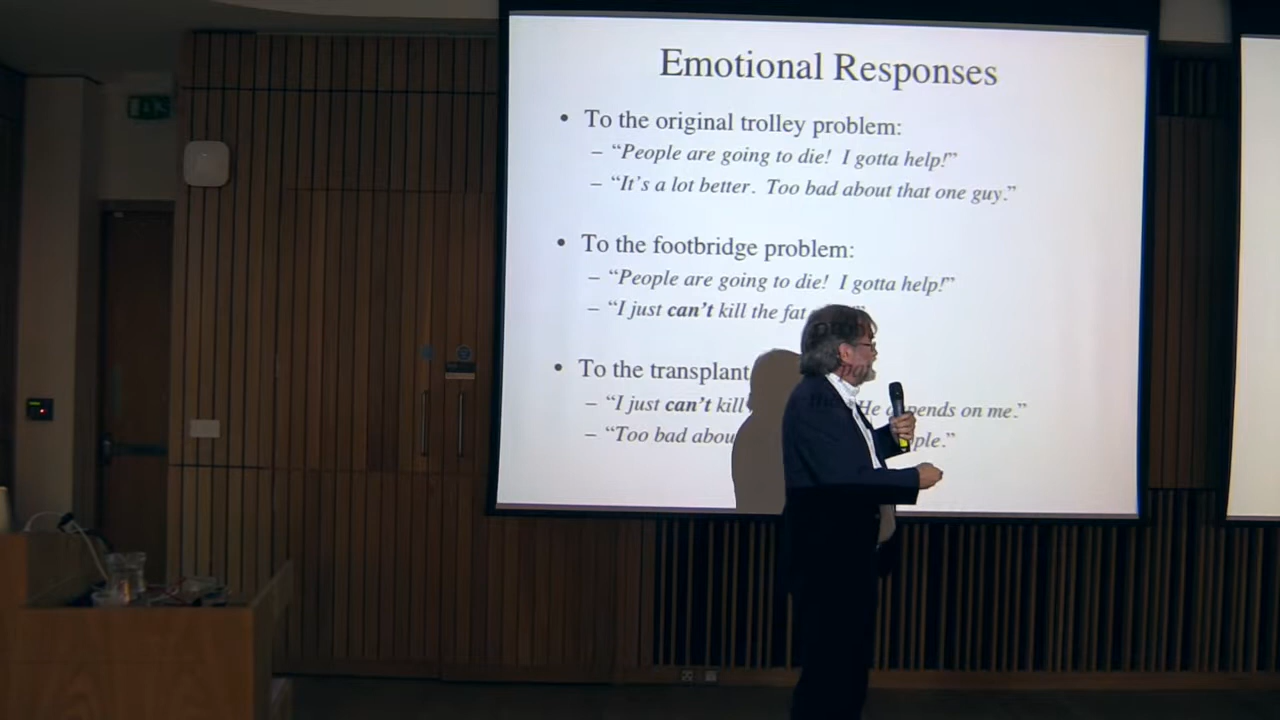 Emotional Responses
• To the original trolley problem:
– “People are going to die! I gotta help!”
– “It’s a lot better. Too bad about that one guy.”
• To the footbridge problem:
– “People are going to die! I gotta help!”
– “I just can’t kill the fat
• To the transplant
– “I just can’t kill He depends on me.”
– “Too bad